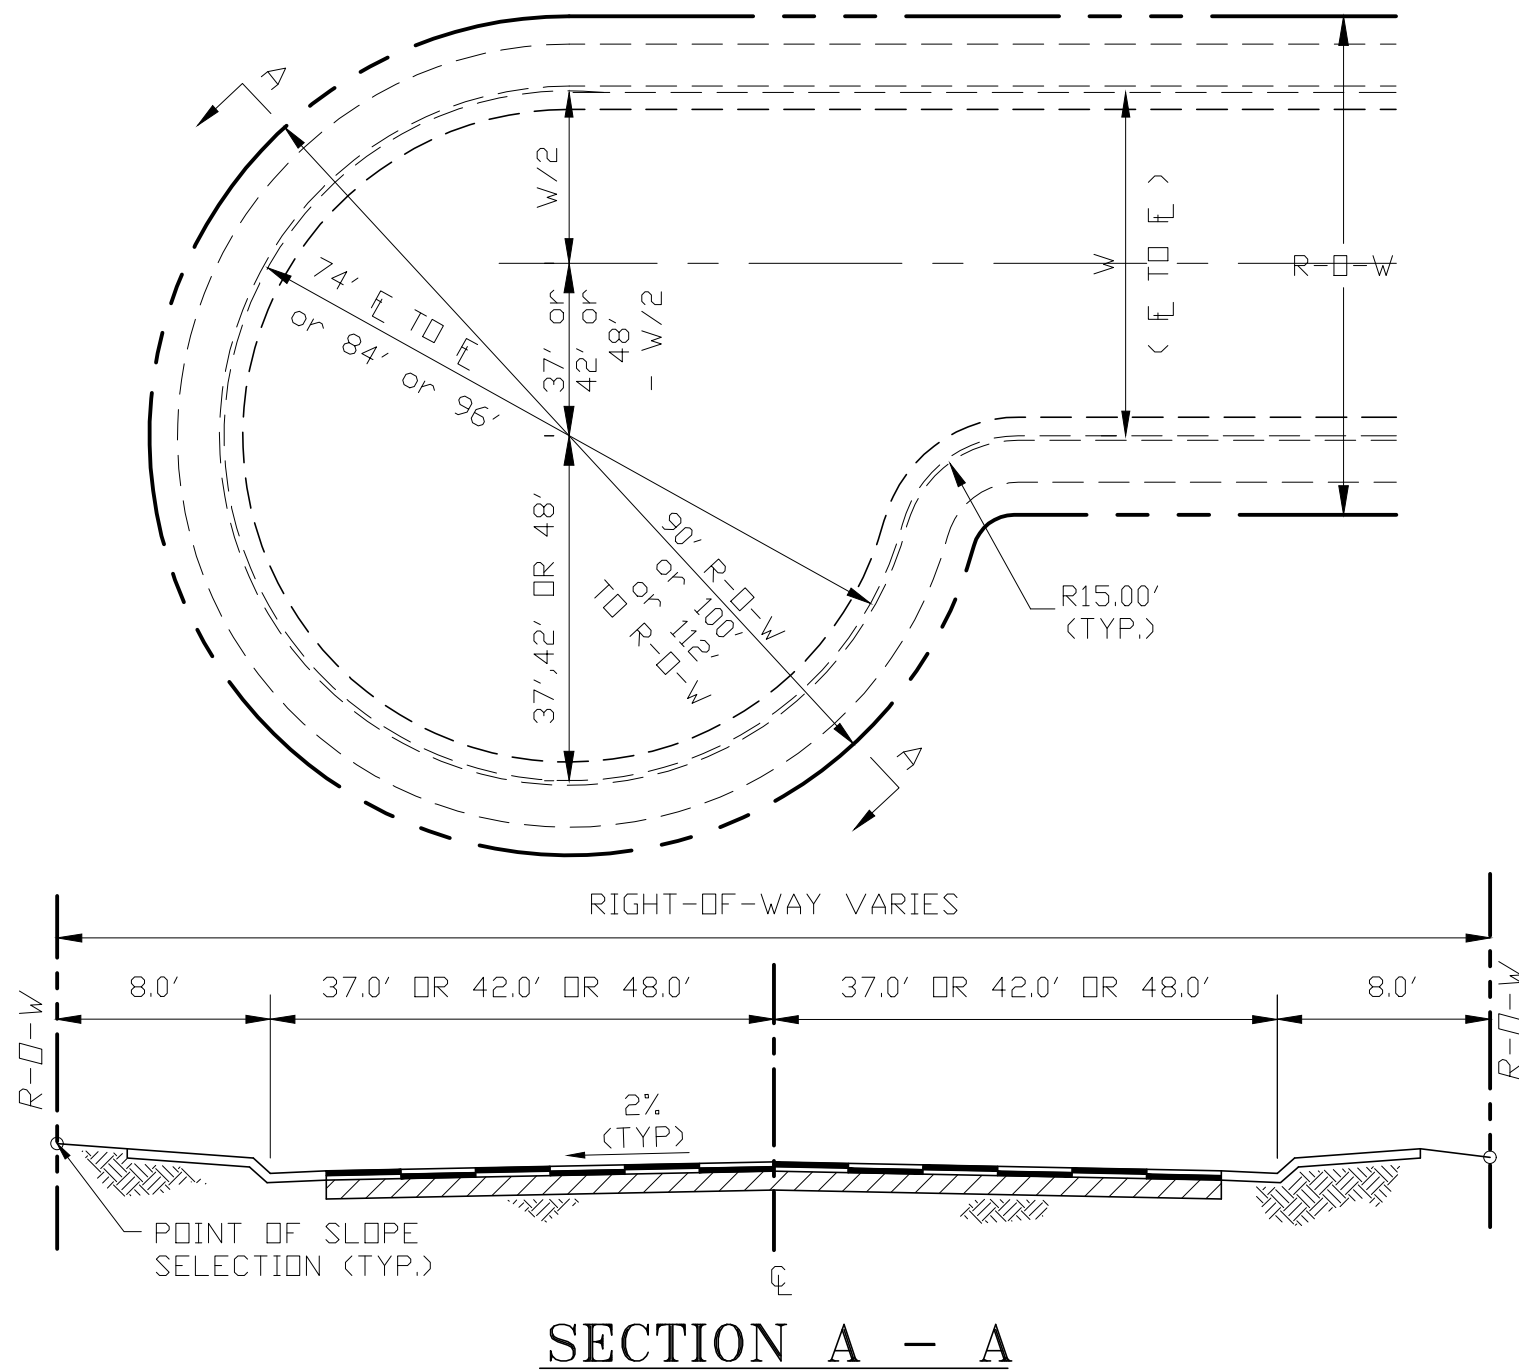 A
W/2
W
( ℄ TO ℄ )
R-O-W
74' ℄ TO ℄
or 84' or 96'
37' or
42' or
48'
- W/2
37',42' OR 48'
90' R-O-W
or 100'
or 112'
TO R-O-W
R15.00'
(TYP.)
A
RIGHT-OF-WAY VARIES
R-O-W
8.0'
37.0' OR 42.0' OR 48.0'
37.0' OR 42.0' OR 48.0'
8.0'
R-O-W
2%
(TYP)
POINT OF SLOPE
SELECTION (TYP.)
℄
SECTION A - A